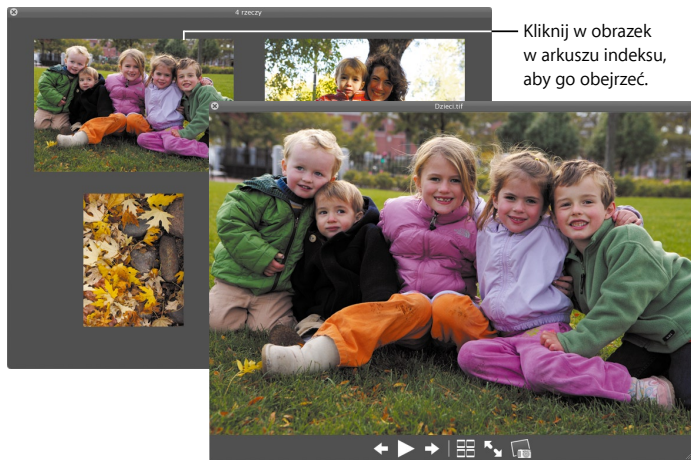 4 rzeczy
Kliknij w obrazek
w arkuszu indeksu,
aby go obejrzeć.
Dzieci.tif